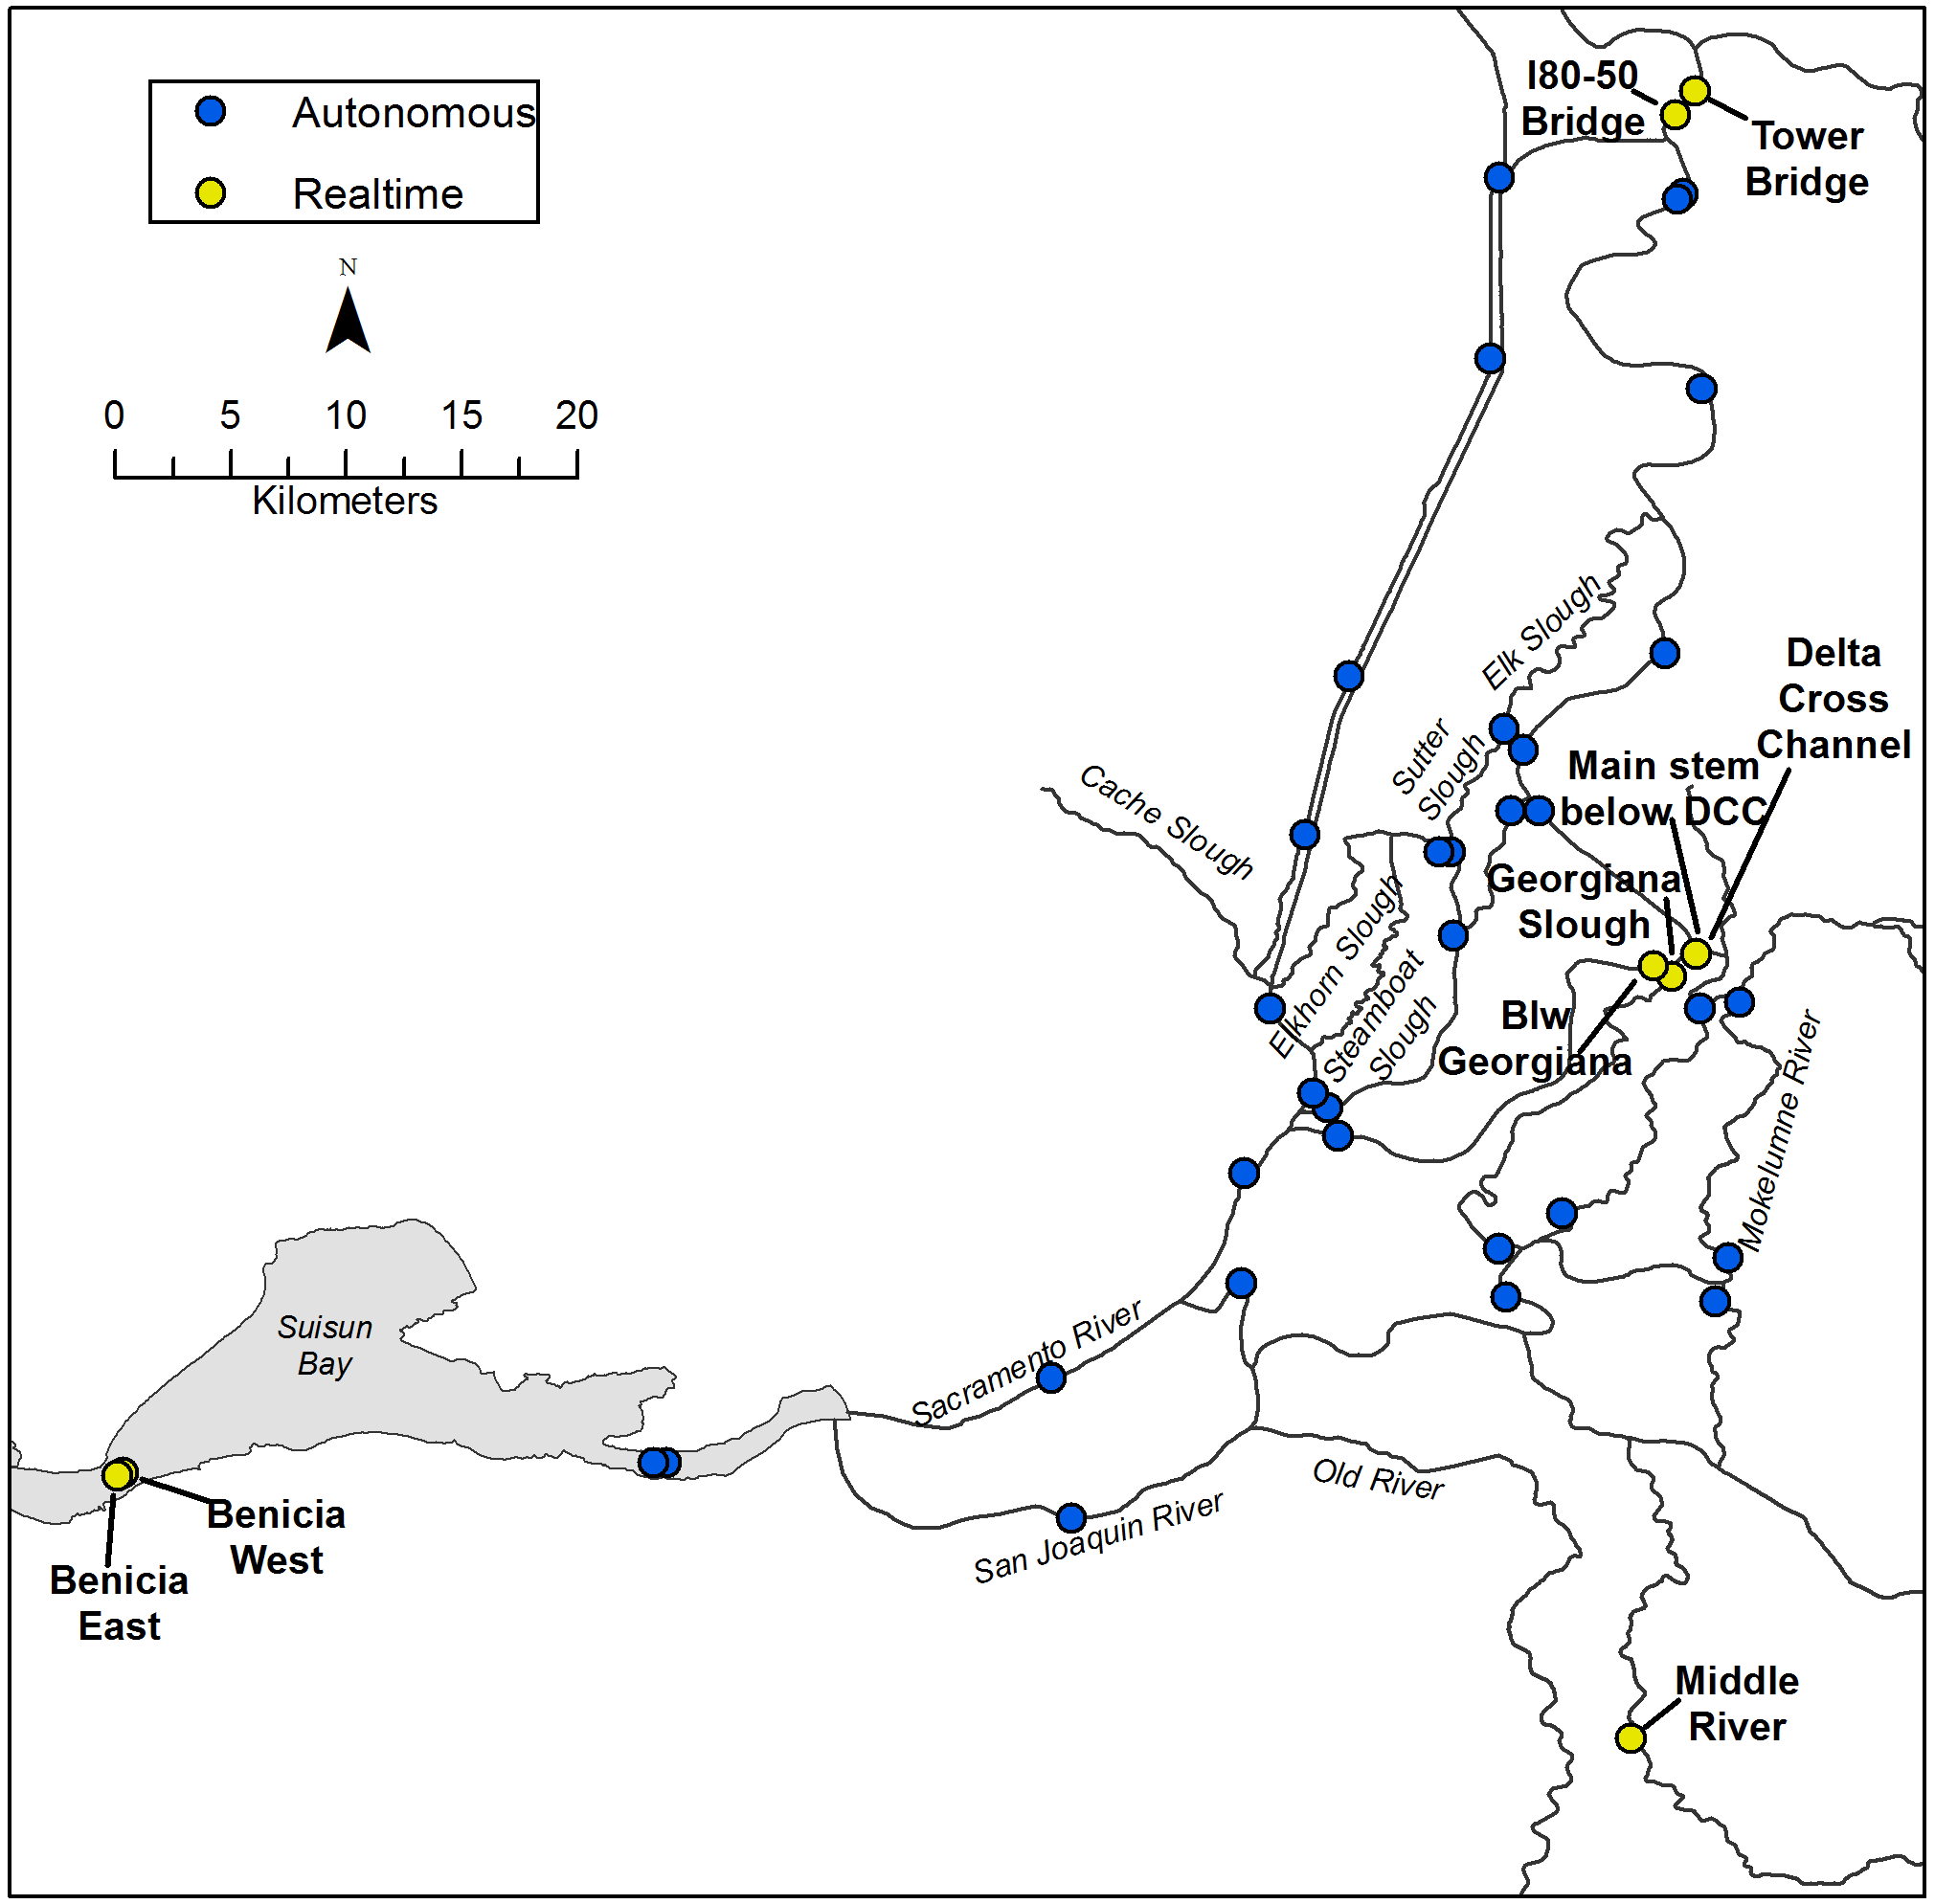 Autonomous
Realtime
N
0 5 10 15 20
Kilometers
I80-50
Bridge
Tower
Bridge
Elk Slough
Delta
Cross
Channel
Sutter
Slough
Main stem
below DCC
Cache Slough
Georgiana
Slough
Elkhorn Slough
Steamboat
Slough
Blw
Georgiana
Mokelumne River
Suisun
Bay
Sacramento River
Old River
San Joaquin River
Benicia
West
Benicia
East
Middle
River